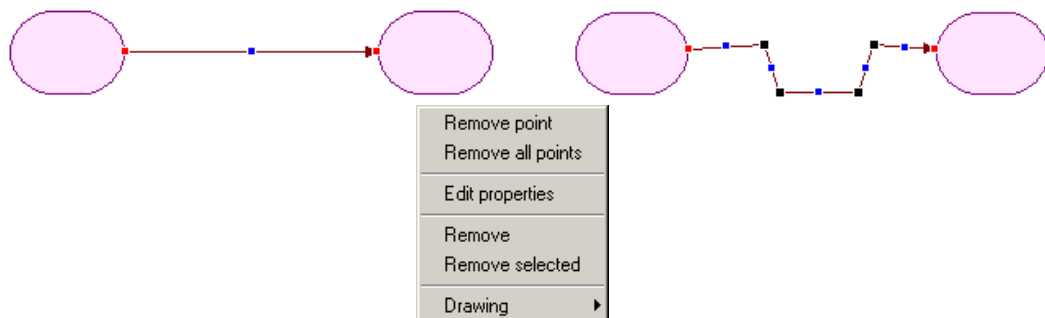 Remove point
Remove all points
Edit properties
Remove
Remove selected
Drawing